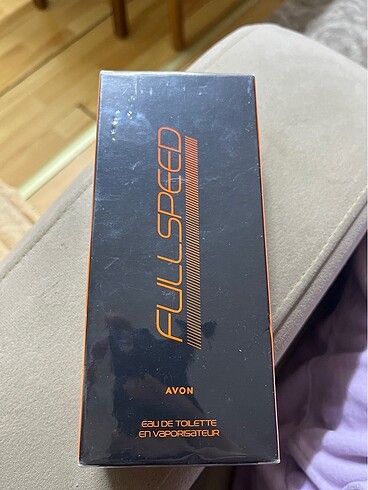 FULLSPEED
AVON
EAU DE TOILETTE
EN VAPORISATEUR